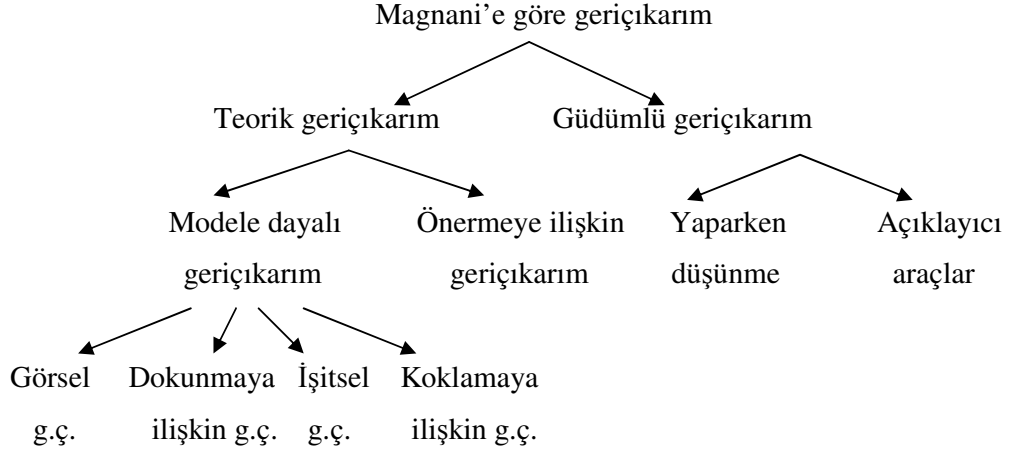 Magnani’e göre geriçıkarım
Teorik geriçıkarım Güdümlü geriçıkarım
Modele dayalı Önermeye ilişkin Yaparken Açıklayıcı
geriçıkarım geriçıkarım düşünme araçlar
Görsel Dokunmaya İşitsel Koklamaya
g.ç. ilişkin g.ç. g.ç. ilişkin g.ç.